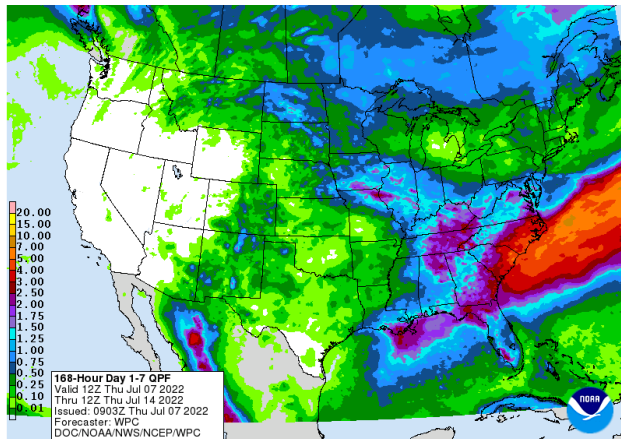 20.00
15.00
10.00
7.00
5.00
4.00
3.00
2.50
2.00
1.75
1.50
1.25
1.00
0.75
0.50
0.25
0.10
0.01
168-Hour Day 1-7 QPF
Valid 12Z Thu Jul 07 2022
Thru 12Z Thu Jul 14 2022
Issued: 0903Z Thu Jul 07 2022
Forecaster: WPC
DOC/NOAA/NWS/NCEP/WPC
NOAA